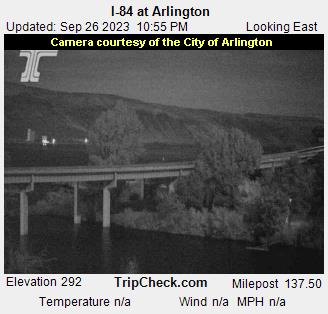 I-84 at Arlington
Updated: Sep 26 2023 10:55 PM Looking East
Camera courtesy of the City of Arlington
Elevation 292 TripCheck.com Milepost 137.50
Temperature n/a Wind n/a MPH n/a